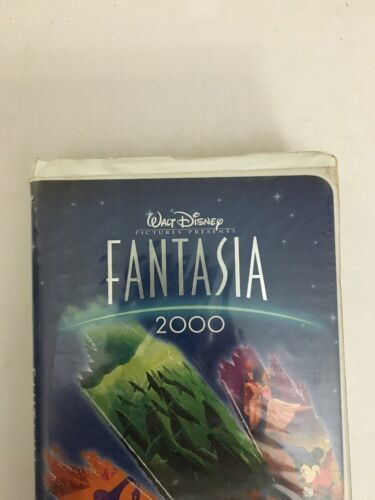 Walt Disney
PICTURES PRESENTS
FANTASIA
2000